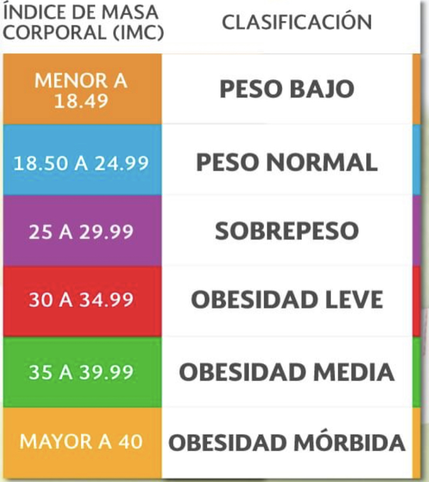 ÍNDICE DE MASA
CORPORAL (IMC)
CLASIFICACIÓN
MENOR A
18.49
PESO BAJO
18.50 A 24.99
PESO NORMAL
25 A 29.99
SOBREPESO
30 A 34.99
OBESIDAD LEVE
35 A 39.99
OBESIDAD MEDIA
MAYOR A 40
OBESIDAD MÓRBIDA